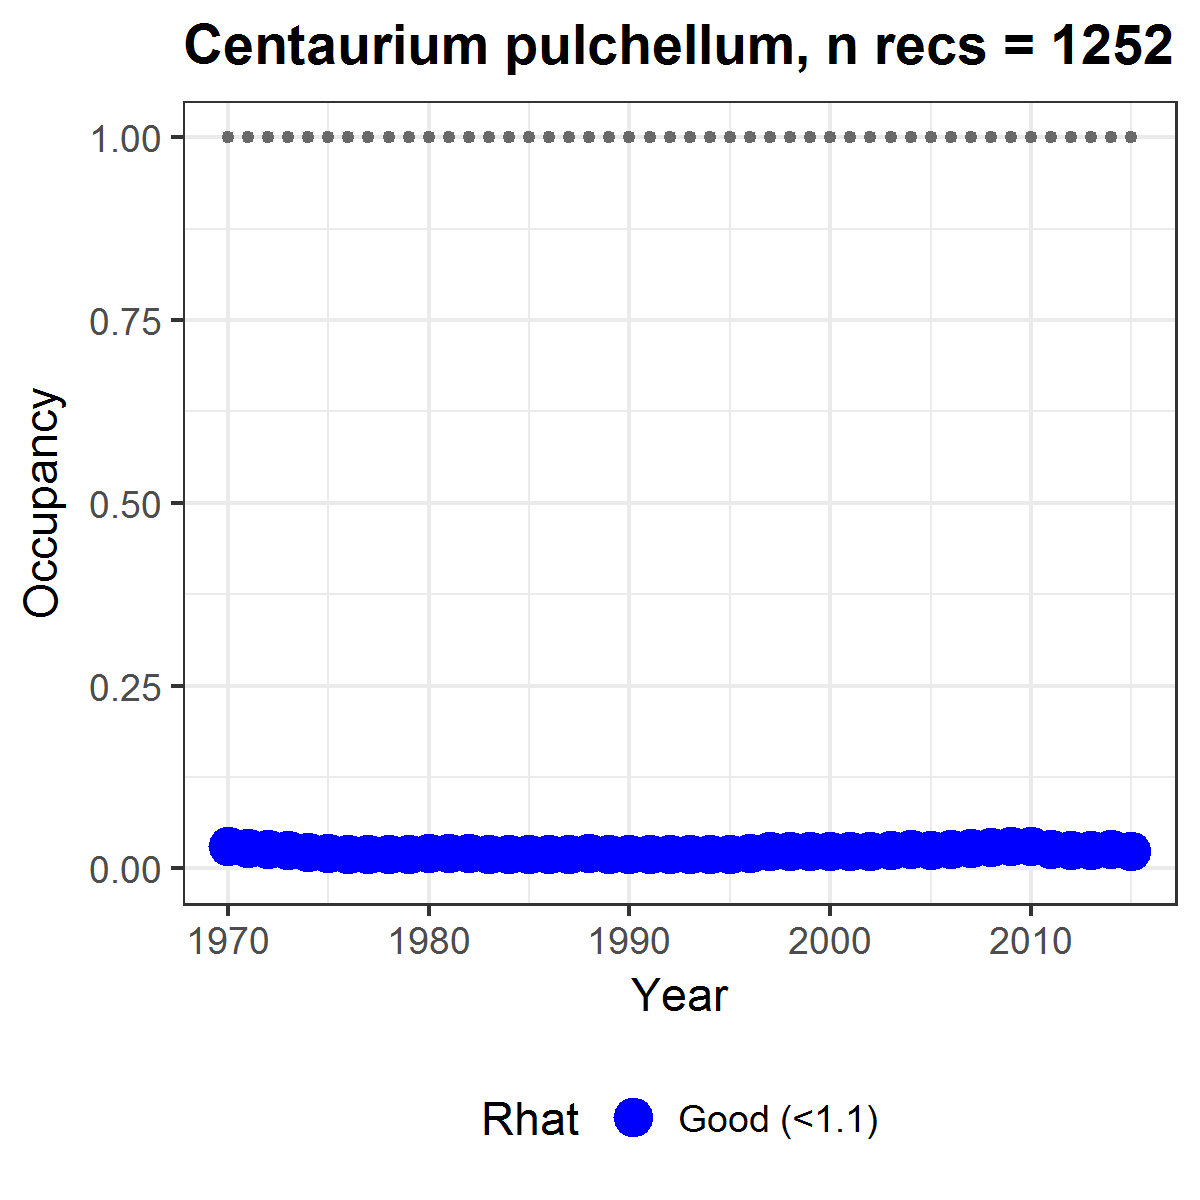 Centaurium pulchellum, n recs = 1252
1.00
0.75
0.50
0.25
0.00
Occupancy
1970 1980 1990 2000 2010
Year
Rhat Good (<1.1)